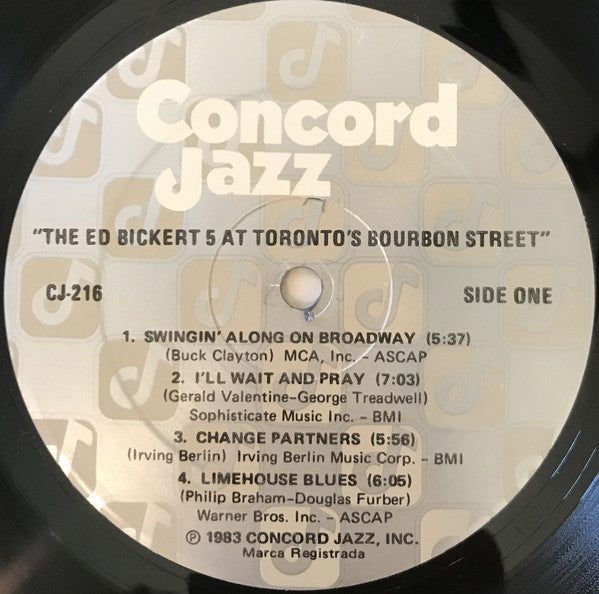 Concord
Jazz
"THE ED BICKERT 5 AT TORONTO'S BOURBON STREET"
CJ-216
SIDE ONE
1. SWINGIN' ALONG ON BROADWAY (5:37)
(Buck Clayton) MCA, Inc. - ASCAP
2. I'LL WAIT AND PRAY (7:03)
(Gerald Valentine-George Treadwell)
Sophisticate Music Inc. - BMI
3. CHANGE PARTNERS (5:56)
(Irving Berlin) Irving Berlin Music Corp. - BMI
4. LIMEHOUSE BLUES (6:05)
(Philip Braham-Douglas Furber)
Warner Bros. Inc. - ASCAP
℗ 1983 CONCORD JAZZ, INC.
Marca Registrada